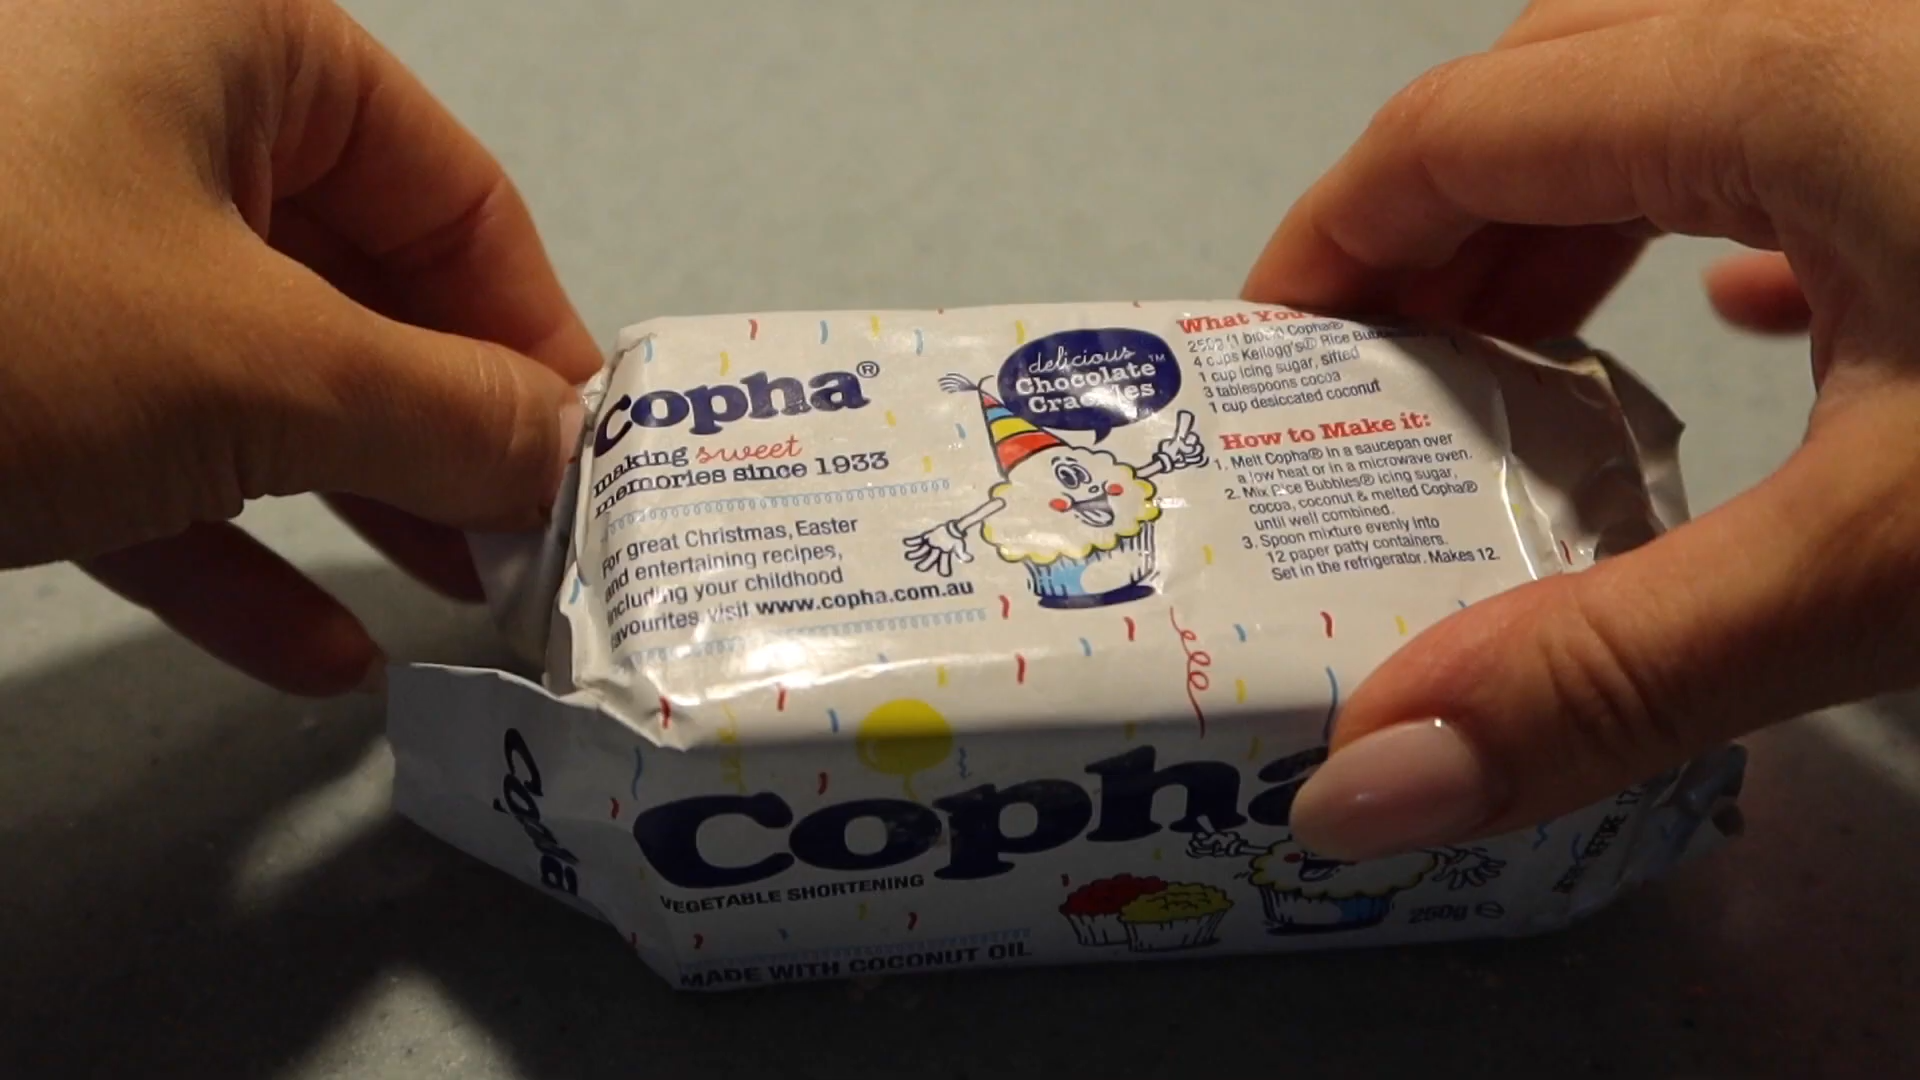 Copha®
making sweet
memories since 1933
For great Christmas, Easter
and entertaining recipes,
including your childhood
favourites visit www.copha.com.au
delicious
Chocolate
Crackles
™
What You
250g (1 block) Copha®
4 cups Kellogg's® Rice
1 cup icing sugar, sifted
3 tablespoons cocoa
1 cup desiccated coconut
How to Make it:
1. Melt Copha® in a saucepan over
a low heat or in a microwave oven.
2. Mix Rice Bubbles® icing sugar,
cocoa, coconut & melted Copha®
until well combined.
3. Spoon mixture evenly into
12 paper patty containers.
Set in the refrigerator. Makes 12.
Copha
Copha
VEGETABLE SHORTENING
MADE WITH COCONUT OIL
250g ℮